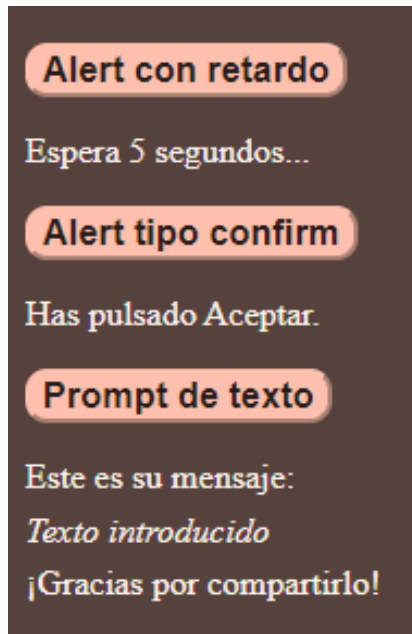 Alert con retardo
Espera 5 segundos...
Alert tipo confirm
Has pulsado Aceptar.
Prompt de texto
Este es su mensaje:
Texto introducido
¡Gracias por compartirlo!